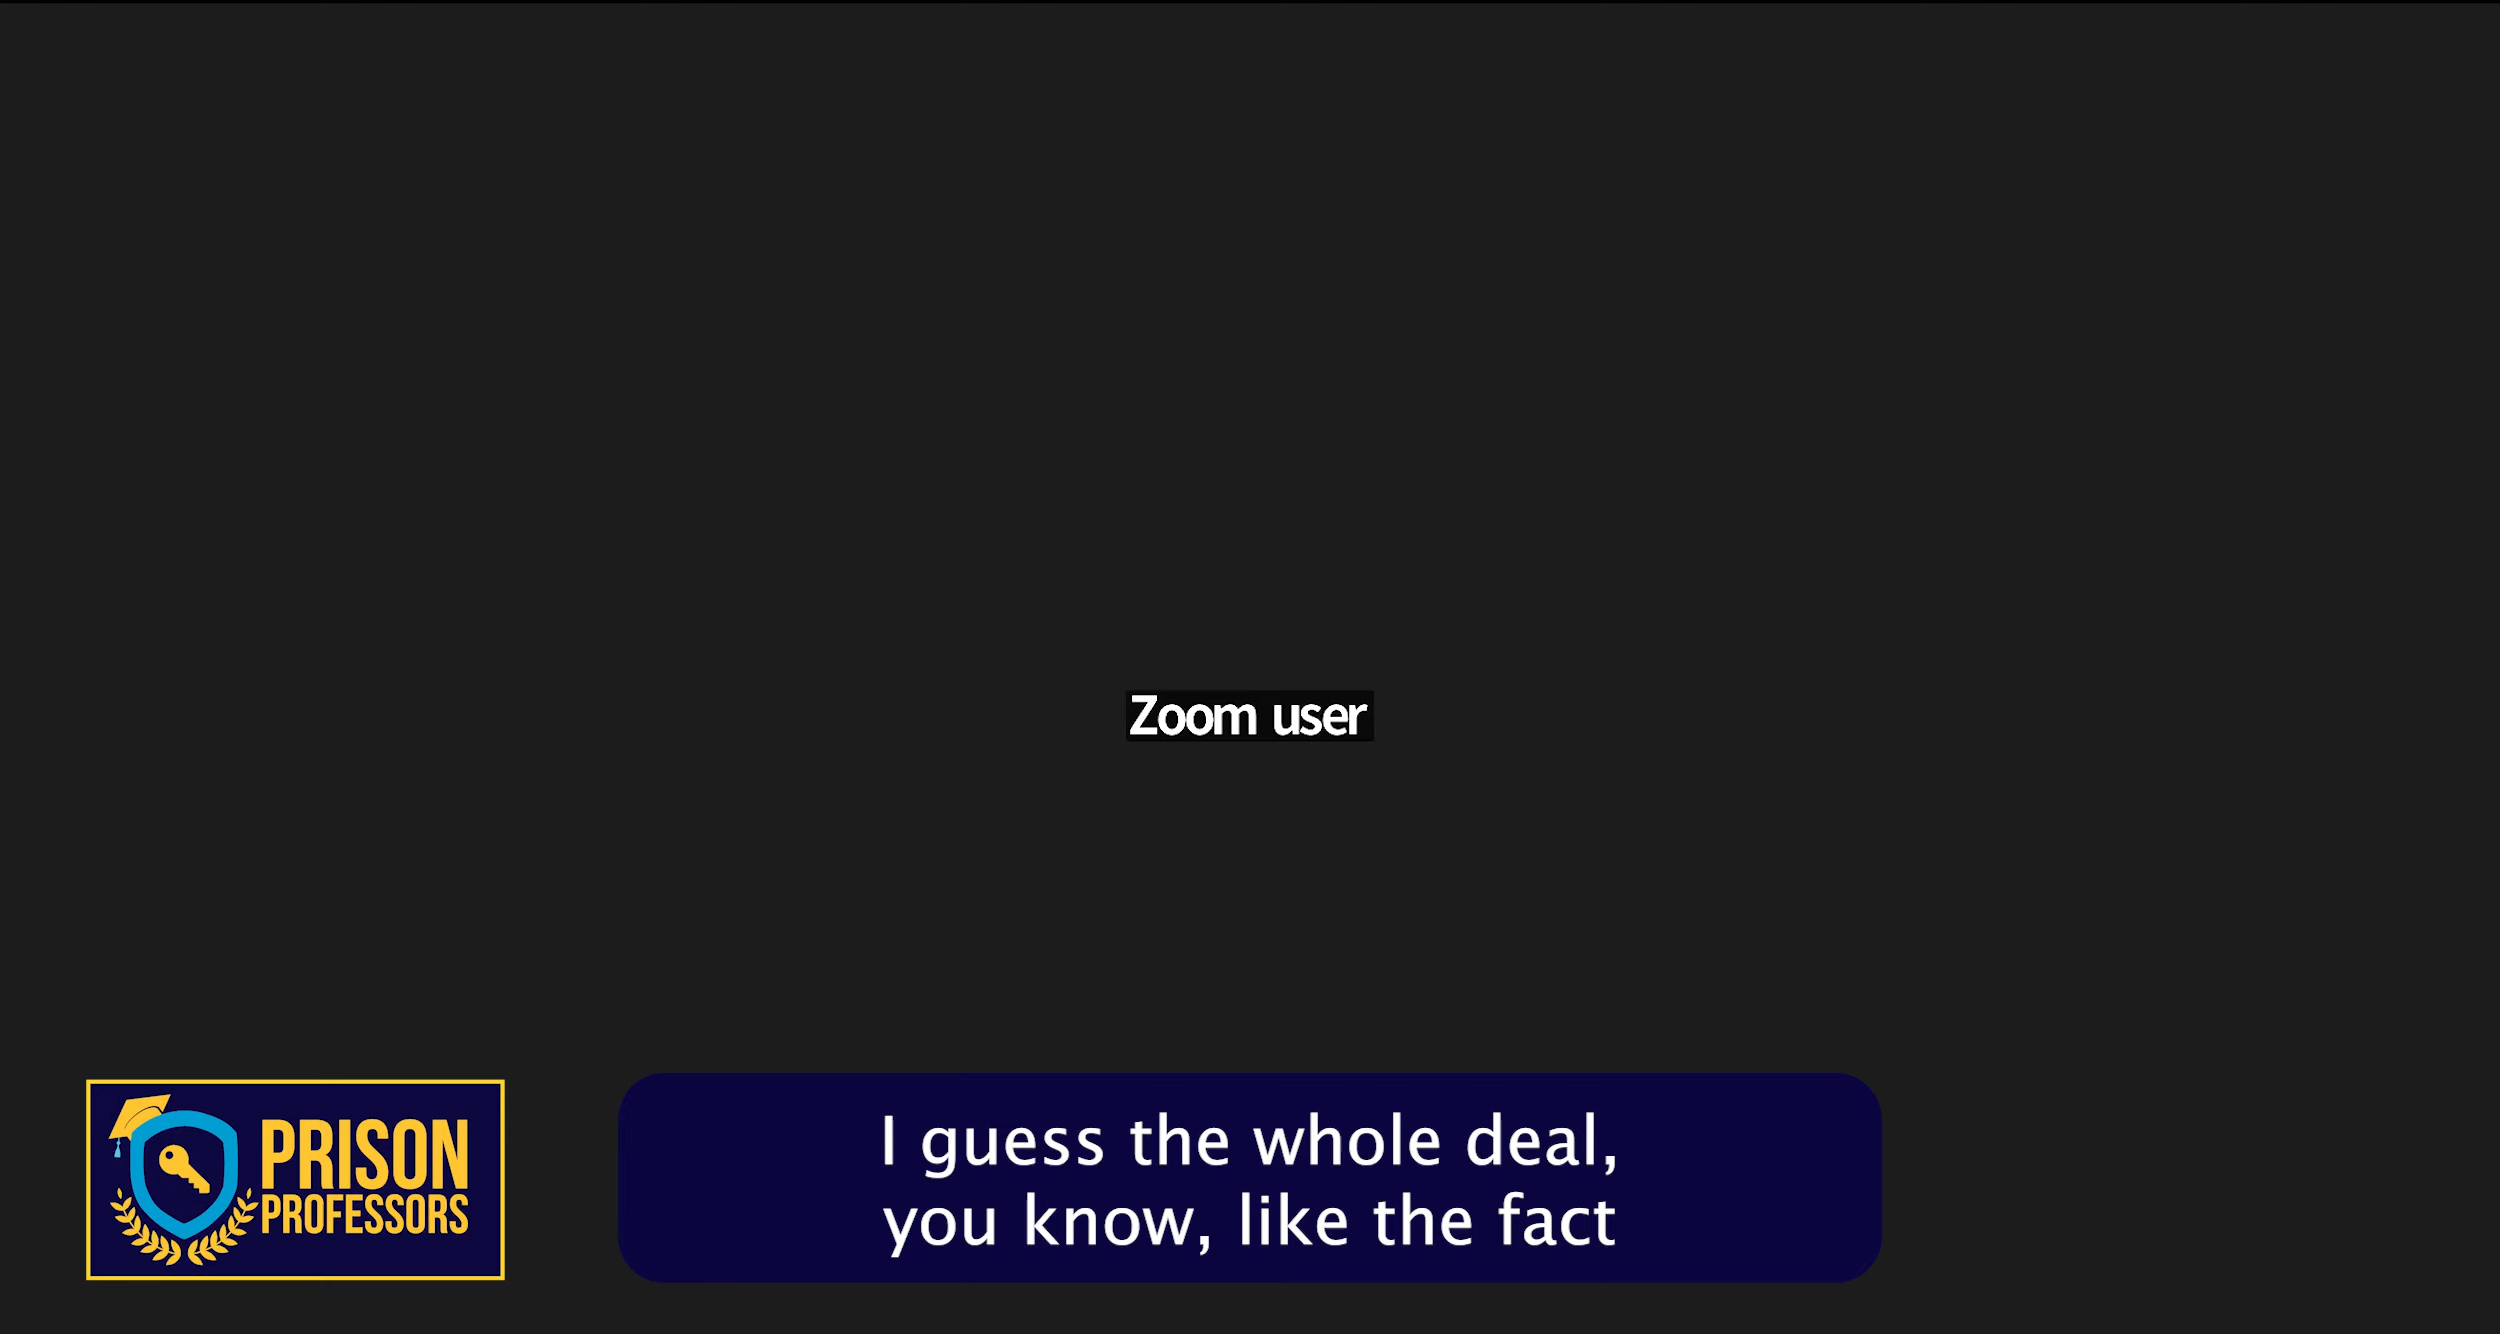 Zoom user
PRISON
PROFESSORS
I guess the whole deal,
you know, like the fact